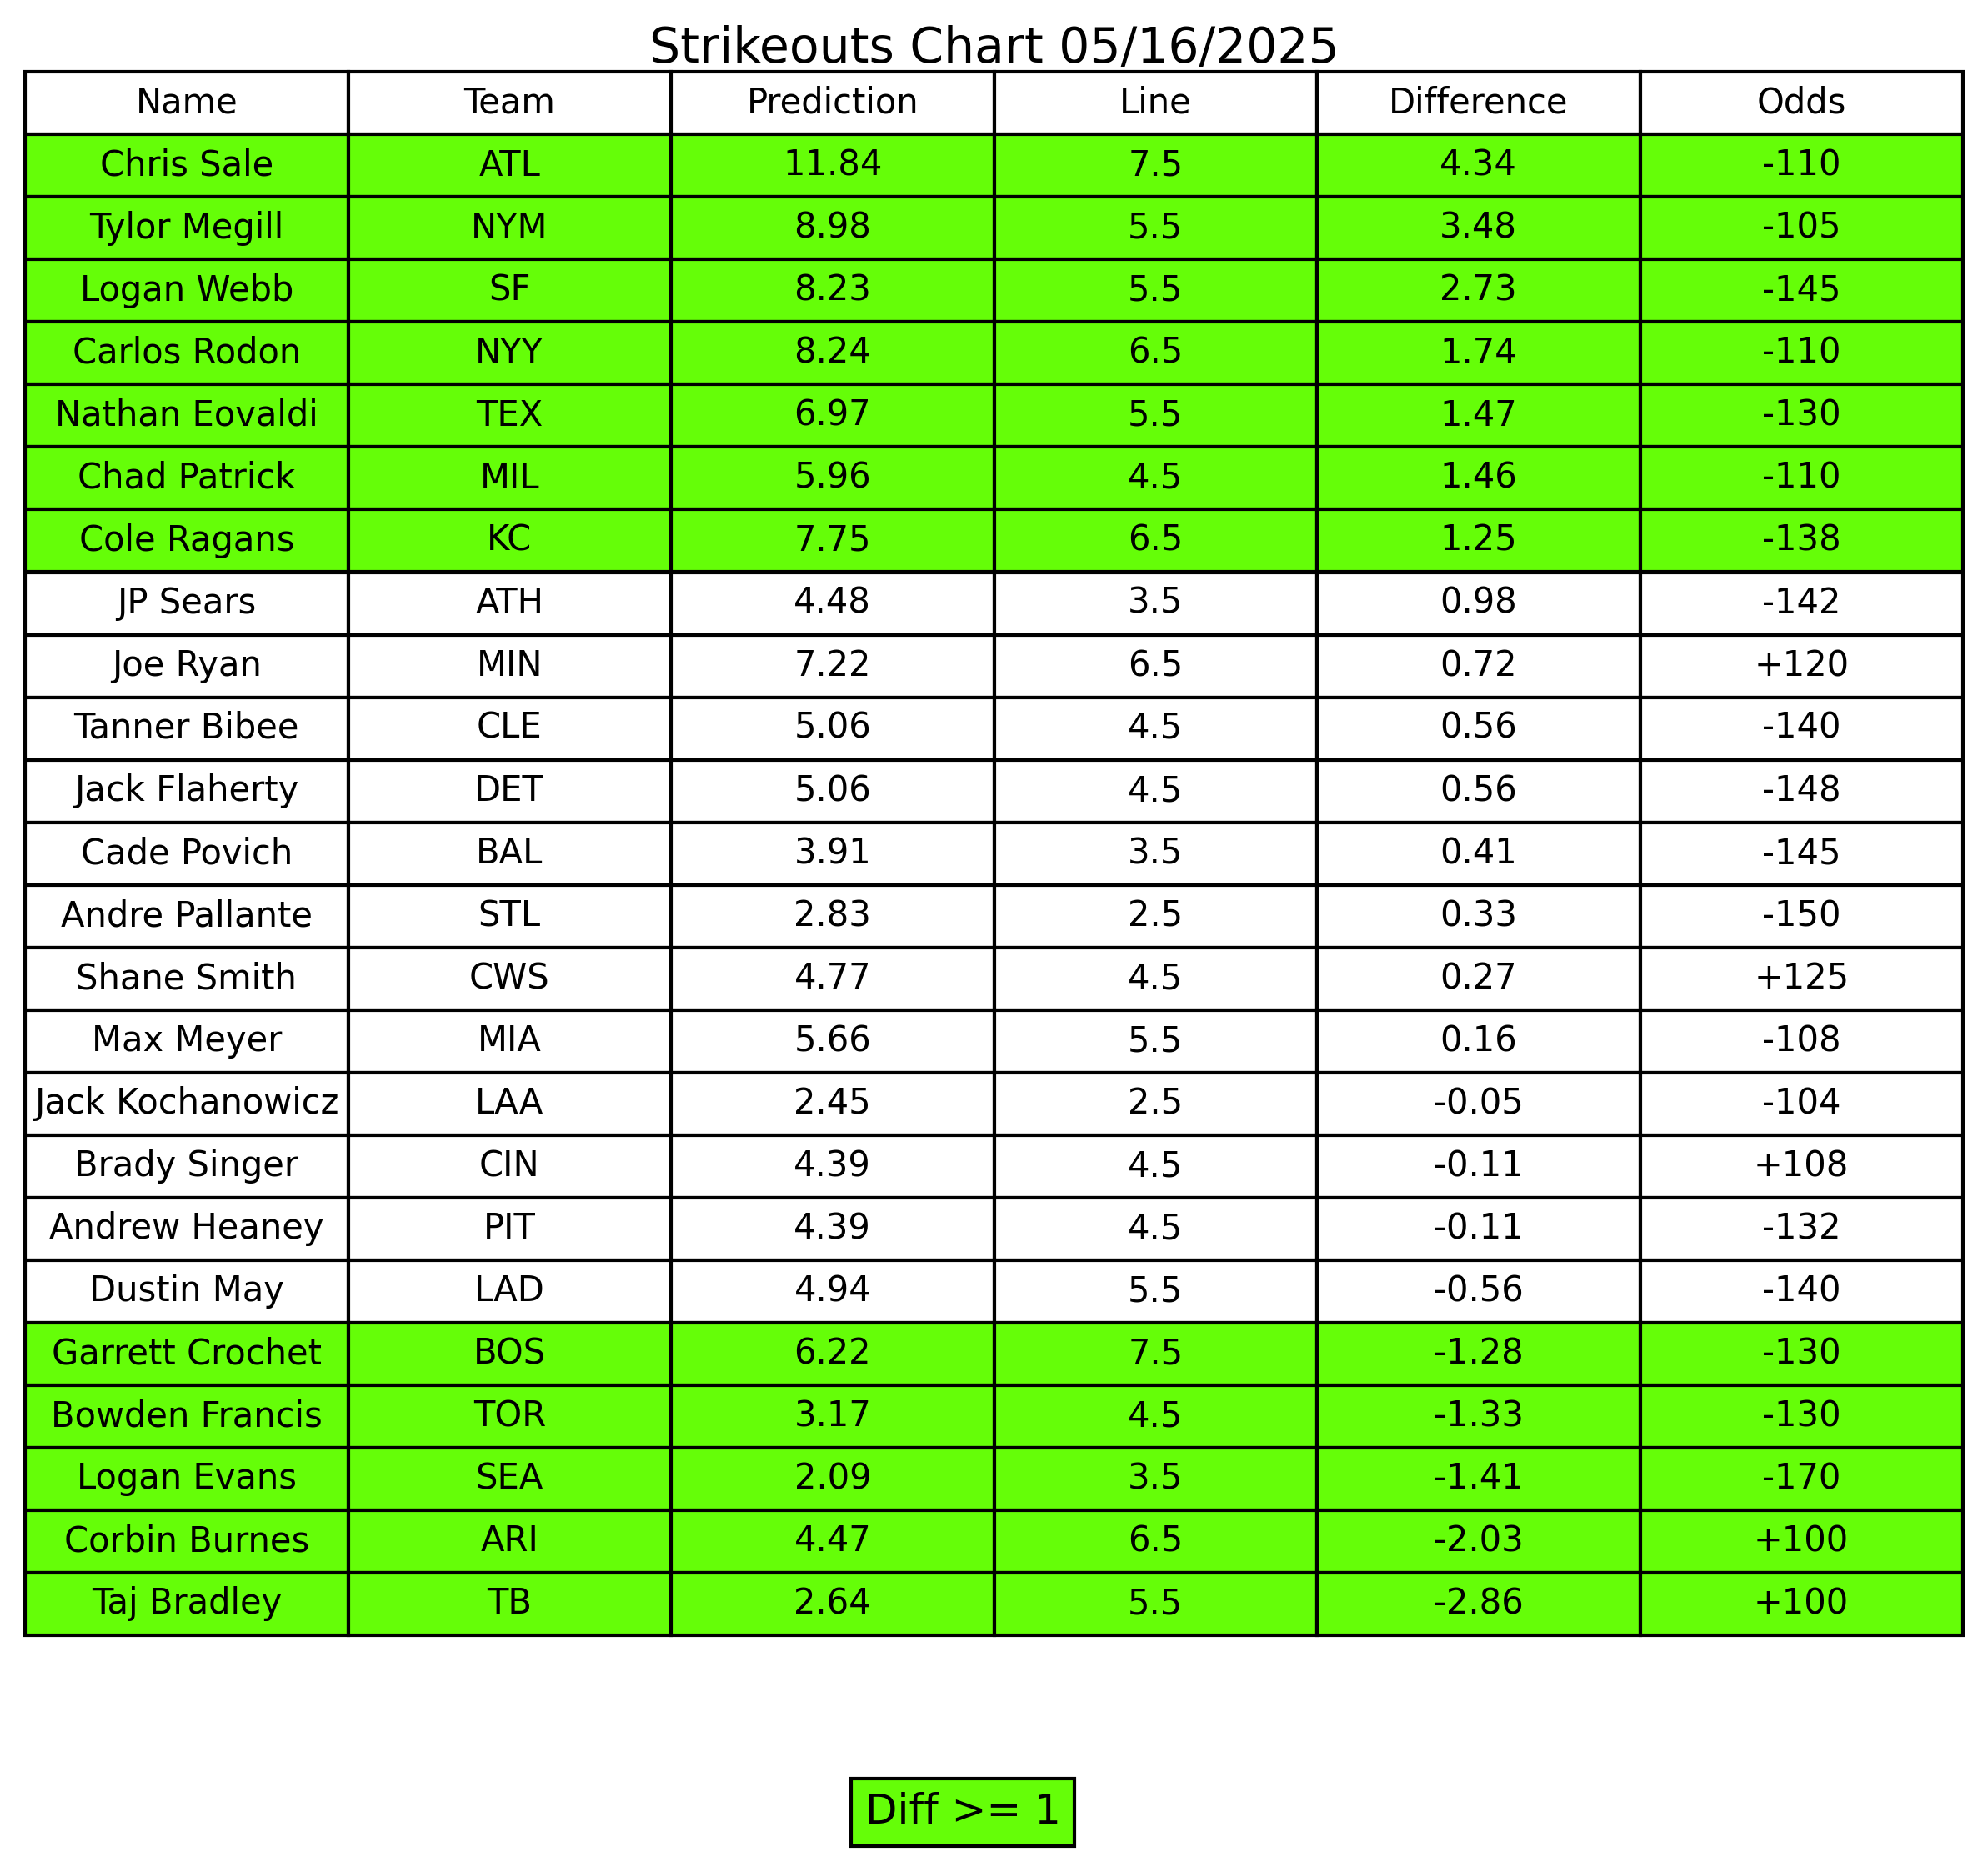 Strikeouts Chart 05/16/2025
Name Team Prediction Line Difference Odds
Chris Sale ATL 11.84 7.5 4.34 -110
Tylor Megill NYM 8.98 5.5 3.48 -105
Logan Webb SF 8.23 5.5 2.73 -145
Carlos Rodon NYY 8.24 6.5 1.74 -110
Nathan Eovaldi TEX 6.97 5.5 1.47 -130
Chad Patrick MIL 5.96 4.5 1.46 -110
Cole Ragans KC 7.75 6.5 1.25 -138
JP Sears ATH 4.48 3.5 0.98 -142
Joe Ryan MIN 7.22 6.5 0.72 +120
Tanner Bibee CLE 5.06 4.5 0.56 -140
Jack Flaherty DET 5.06 4.5 0.56 -148
Cade Povich BAL 3.91 3.5 0.41 -145
Andre Pallante STL 2.83 2.5 0.33 -150
Shane Smith CWS 4.77 4.5 0.27 +125
Max Meyer MIA 5.66 5.5 0.16 -108
Jack Kochanowicz LAA 2.45 2.5 -0.05 -104
Brady Singer CIN 4.39 4.5 -0.11 +108
Andrew Heaney PIT 4.39 4.5 -0.11 -132
Dustin May LAD 4.94 5.5 -0.56 -140
Garrett Crochet BOS 6.22 7.5 -1.28 -130
Bowden Francis TOR 3.17 4.5 -1.33 -130
Logan Evans SEA 2.09 3.5 -1.41 -170
Corbin Burnes ARI 4.47 6.5 -2.03 +100
Taj Bradley TB 2.64 5.5 -2.86 +100
Diff >= 1